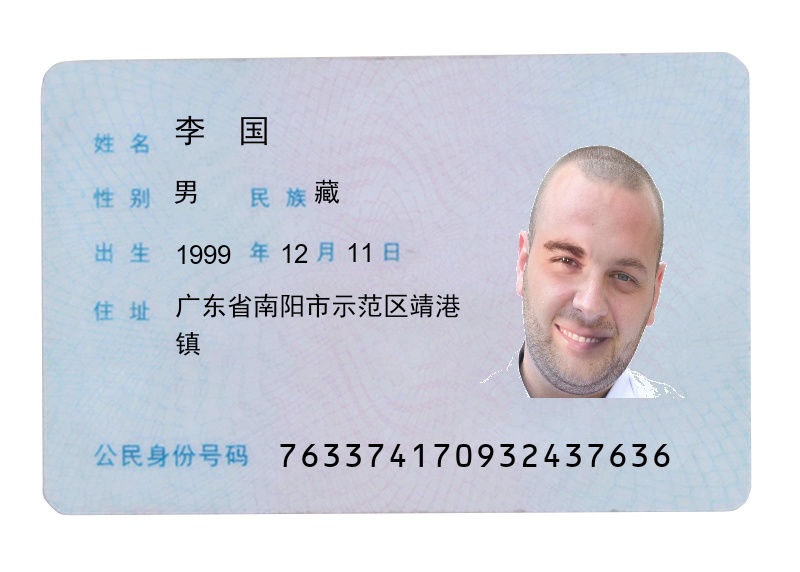 姓名 李国
性别 男 民族 藏
出生 1999 年 12 月 11 日
住址 广东省南阳市示范区靖港
镇
公民身份号码 763374170932437636